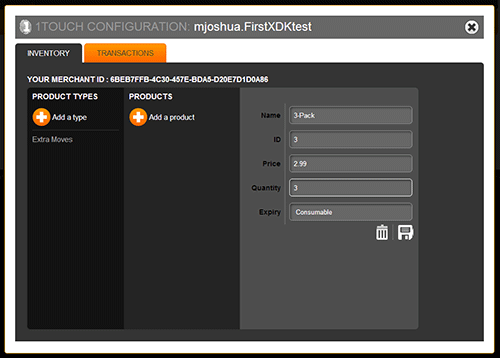 1TOUCH CONFIGURATION: mjoshua.FirstXDKtest
INVENTORY
TRANSACTIONS
YOUR MERCHANT ID : 6BEB7FFB-4C30-457E-BDA5-D20E7D1D0A86
PRODUCT TYPES
Add a type
Extra Moves
PRODUCTS
Add a product
Name 3-Pack
ID 3
Price 2.99
Quantity 3
Expiry Consumable